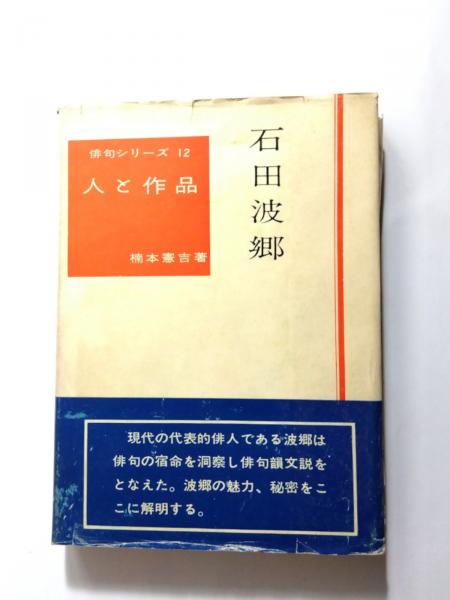 俳句シリーズ 12
人と作品
楠本憲吉著
石田波郷
現代の代表的俳人である波郷は
俳句の宿命を洞察し俳句韻文説を
となえた。波郷の魅力、秘密をこ
こに解明する。